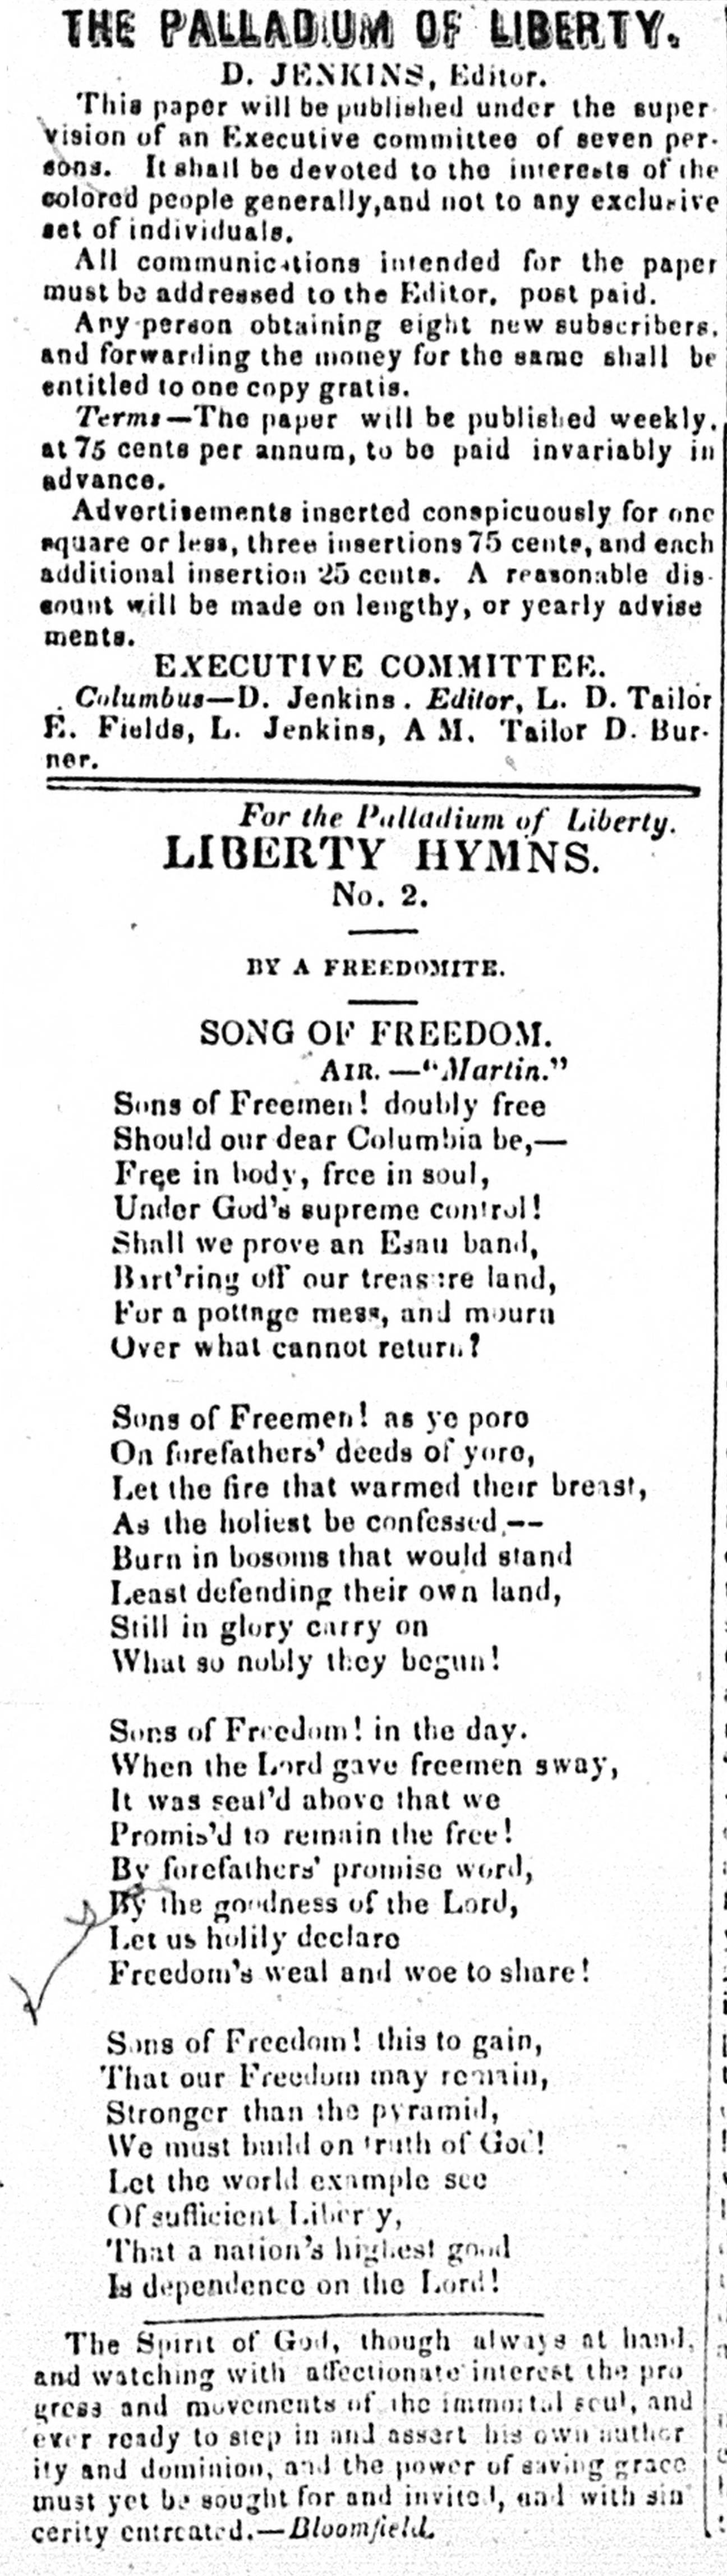 THE PALLADIUM OF LIBERTY.
D. JENKINS, Editor.
This paper will be published under the super-
vision of an Executive committee of seven per-
sons. It shall be devoted to the interests of the
colored people generally,and not to any exclusive
set of individuals.
All communications intended for the paper
must be addressed to the Editor, post paid.
Any person obtaining eight new subscribers,
and forwarding the money for the same shall be
entitled to one copy gratis.
Terms—The paper will be published weekly,
at 75 cents per annum, to be paid invariably in
advance.
Advertisements inserted conspicuously for one
square or less, three insertions 75 cents, and each
additional insertion 25 cents. A reasonable dis-
count will be made on lengthy, or yearly advise
ments.
EXECUTIVE COMMITTEE.
Columbus—D. Jenkins. Editor, L. D. Tailor
E. Fields, L. Jenkins, A M. Tailor D. Bur-
ner.
For the Palladium of Liberty.
LIBERTY HYMNS.
No. 2.
BY A FREEDOMITE.
SONG OF FREEDOM.
AIR.—"Martin."
Sons of Freemen! doubly free
Should our dear Columbia be,—
Free in body, free in soul,
Under God's supreme control!
Shall we prove an Esau band,
Bart'ring off our treasure land,
For a pottage mess, and mourn
Over what cannot return?
Sons of Freemen! as ye pore
On forefathers' deeds of yore,
Let the fire that warmed their breast,
As the holiest be confessed,--
Burn in bosoms that would stand
Least defending their own land,
Still in glory carry on
What so nobly they begun!
Sons of Freedom! in the day.
When the Lord gave freemen sway,
It was seal'd above that we
Promis'd to remain the free!
By forefathers' promise word,
By the goodness of the Lord,
Let us holily declare
Freedom's weal and woe to share!
Sons of Freedom! this to gain,
That our Freedom may remain,
Stronger than the pyramid,
We must build on truth of God!
Let the world example see
Of sufficient Liberty,
That a nation's highest good
Is dependence on the Lord!
The Spirit of God, though always at hand,
and watching with affectionate interest the pro
gress and movements of the immortal soul, and
ever ready to step in and assert his own author
ity and dominion, and the power of saving grace
must yet be sought for and invited, and with sin
cerity entreated.—Bloomfield.